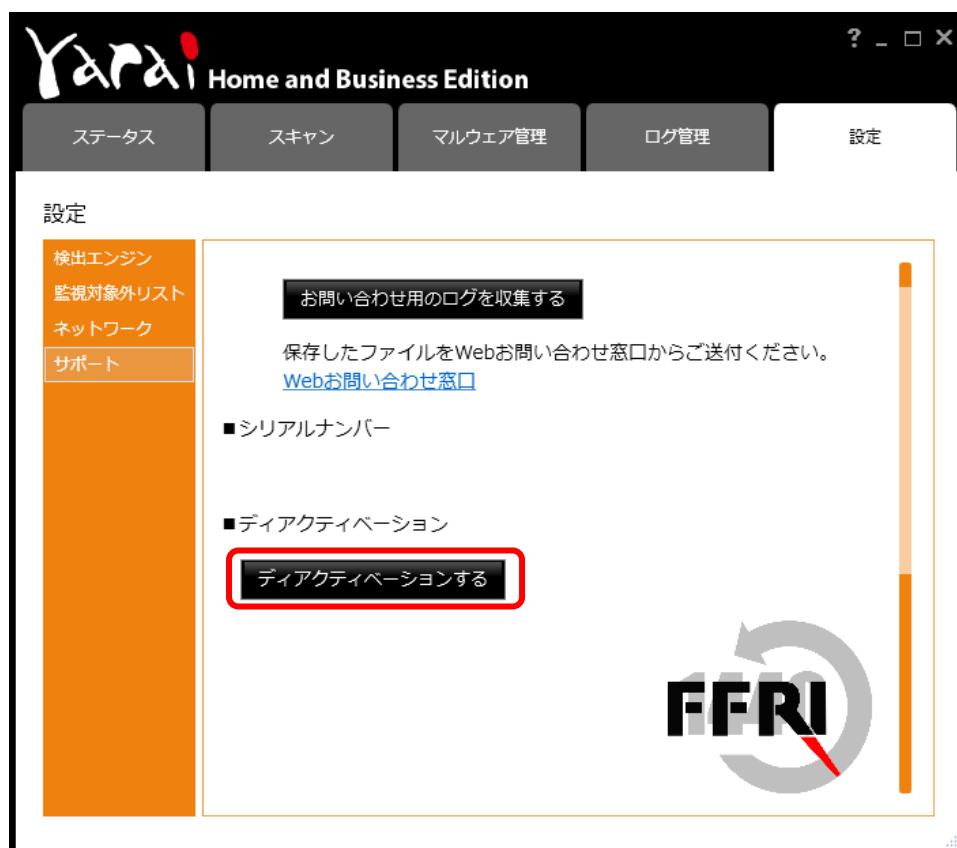 Yarai Home and Business Edition
? _ □ ×
ステータス スキャン マルウェア管理 ログ管理 設定
設定
検出エンジン
監視対象外リスト
ネットワーク
サポート
お問い合わせ用のログを収集する
保存したファイルをWebお問い合わせ窓口からご送付ください。
Webお問い合わせ窓口
■シリアルナンバー
■ディアクティベーション
ディアクティベーションする
FFRI